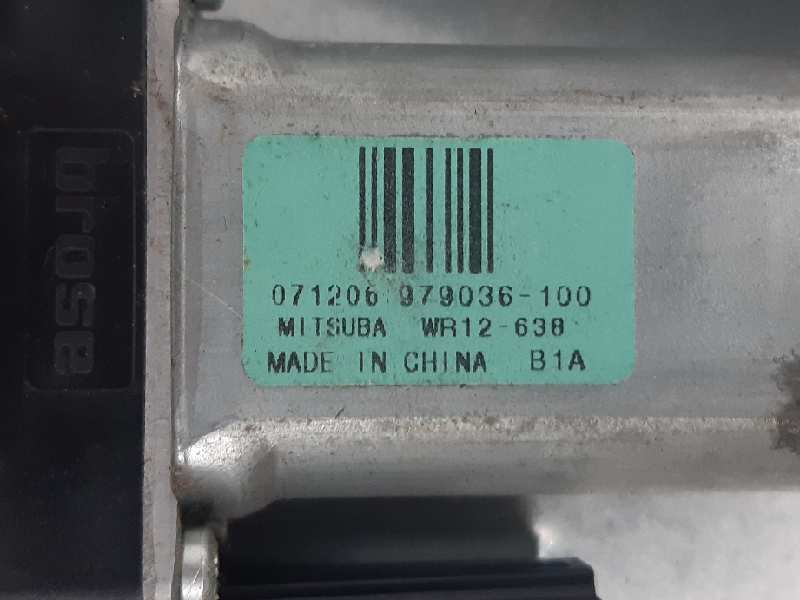 brose
071206 979036-100
MITSUBA WR12-638
MADE IN CHINA B1A